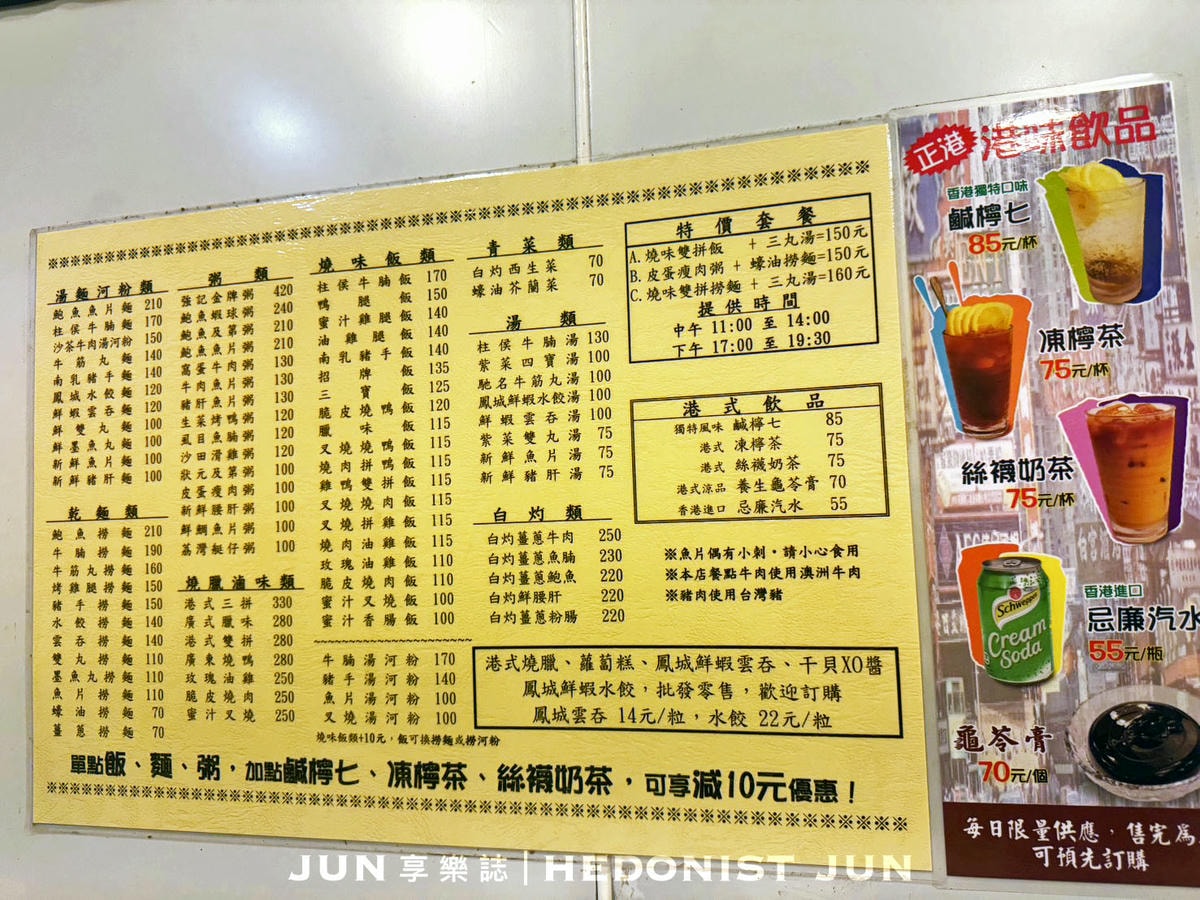 湯麵河粉類
鮑魚魚片麵 210
柱侯牛腩麵 170
沙茶牛肉湯河粉 150
牛筋丸麵 140
南乳豬手麵 140
鳳城水餃麵 120
鮮蝦雲吞麵 120
鮮雙丸麵 100
鮮墨魚丸麵 100
新鮮魚片麵 100
新鮮豬肝麵 100
乾麵類
鮑魚撈麵 210
牛腩撈麵 190
牛筋丸撈麵 160
烤雞腿撈麵 150
豬手撈麵 150
水餃撈麵 140
雲吞撈麵 140
雙丸撈麵 110
墨魚丸撈麵 110
魚片撈麵 110
蠔油撈麵 70
薑蔥撈麵 70
粥類
強記金牌粥 420
鮑魚蝦球粥 240
鮑魚及第粥 210
鮑魚魚片粥 210
窩蛋牛肉粥 130
牛肉魚片粥 130
豬肝魚片粥 130
生菜烤鴨粥 120
虱目魚腩粥 120
沙田滑雞粥 120
狀元及第粥 100
皮蛋瘦肉粥 100
新鮮腰肝粥 100
鮮鯛魚片粥 100
荔灣艇仔粥 100
燒臘滷味類
港式三拼 330
廣式臘味 280
港式雙拼 280
廣東燒鴨 280
玫瑰油雞 250
脆皮燒肉 250
蜜汁叉燒 250
燒味飯類
柱侯牛腩飯 170
鴨腿飯 150
蜜汁雞腿飯 140
油雞腿飯 140
南乳豬手飯 140
招牌飯 135
三寶飯 125
脆皮燒鴨飯 120
臘味飯 115
叉燒燒鴨飯 115
燒肉拼鴨飯 115
雞鴨雙拼飯 115
叉燒燒肉飯 115
叉燒拼雞飯 115
燒肉油雞飯 115
玫瑰油雞飯 110
脆皮燒肉飯 110
蜜汁叉燒飯 100
蜜汁香腸飯 100
牛腩湯河粉 170
豬手湯河粉 140
魚片湯河粉 100
叉燒湯河粉 100
燒味飯類+10元，飯可換撈麵或撈河粉
青菜類
白灼西生菜 70
蠔油芥蘭菜 70
湯類
柱侯牛腩湯 130
紫菜四寶湯 100
馳名牛筋丸湯 100
鳳城鮮蝦水餃湯 100
鮮蝦雲吞湯 100
紫菜雙丸湯 75
新鮮魚片湯 75
新鮮豬肝湯 75
白灼類
白灼薑蔥牛肉 250
白灼薑蔥魚腩 230
白灼薑蔥鮑魚 220
白灼鮮腰肝 220
白灼薑蔥粉腸 220
特價套餐
A.燒味雙拼飯 + 三丸湯=150元
B.皮蛋瘦肉粥 + 蠔油撈麵=150元
C.燒味雙拼撈麵 + 三丸湯=160元
提供時間
中午 11:00 至 14:00
下午 17:00 至 19:30
港式飲品
獨特風味 鹹檸七 85
港式 凍檸茶 75
港式 絲襪奶茶 75
港式涼品 養生龜苓膏 70
香港進口 忌廉汽水 55
※魚片偶有小刺・請小心食用
※本店餐點牛肉使用澳洲牛肉
※豬肉使用台灣豬
港式燒臘、蘿蔔糕、鳳城鮮蝦雲吞、干貝XO醬
鳳城鮮蝦水餃，批發零售，歡迎訂購
鳳城雲吞 14元/粒，水餃 22元/粒
單點飯、麵、粥，加點鹹檸七、凍檸茶、絲襪奶茶，可享減10元優惠！
正港 港味飲品
香港獨特口味
鹹檸七
85元/杯
凍檸茶
75元/杯
絲襪奶茶
75元/杯
Schweppes
Cream Soda
香港進口
忌廉汽水
55元/瓶
龜苓膏
70元/個
每日限量供應，售完為
可預先訂購
JUN享樂誌|HEDONIST JUN